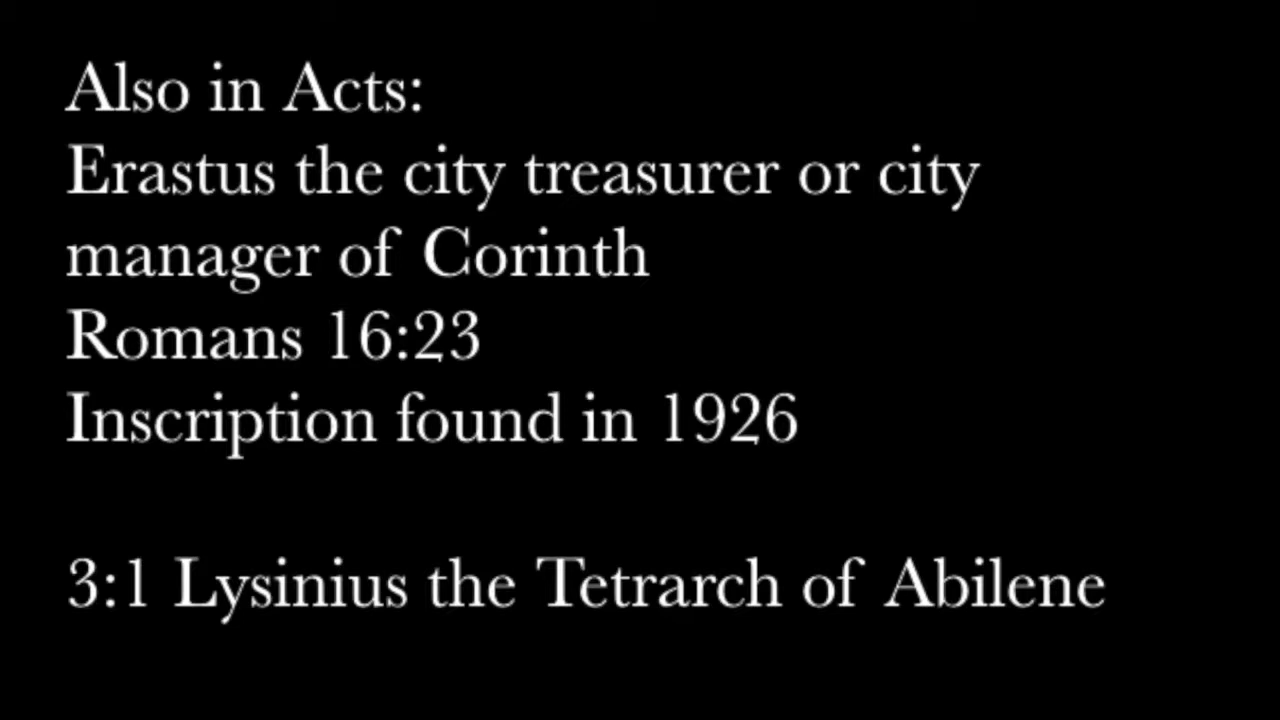 Also in Acts:
Erastus the city treasurer or city
manager of Corinth
Romans 16:23
Inscription found in 1926
3:1 Lysinius the Tetrarch of Abilene